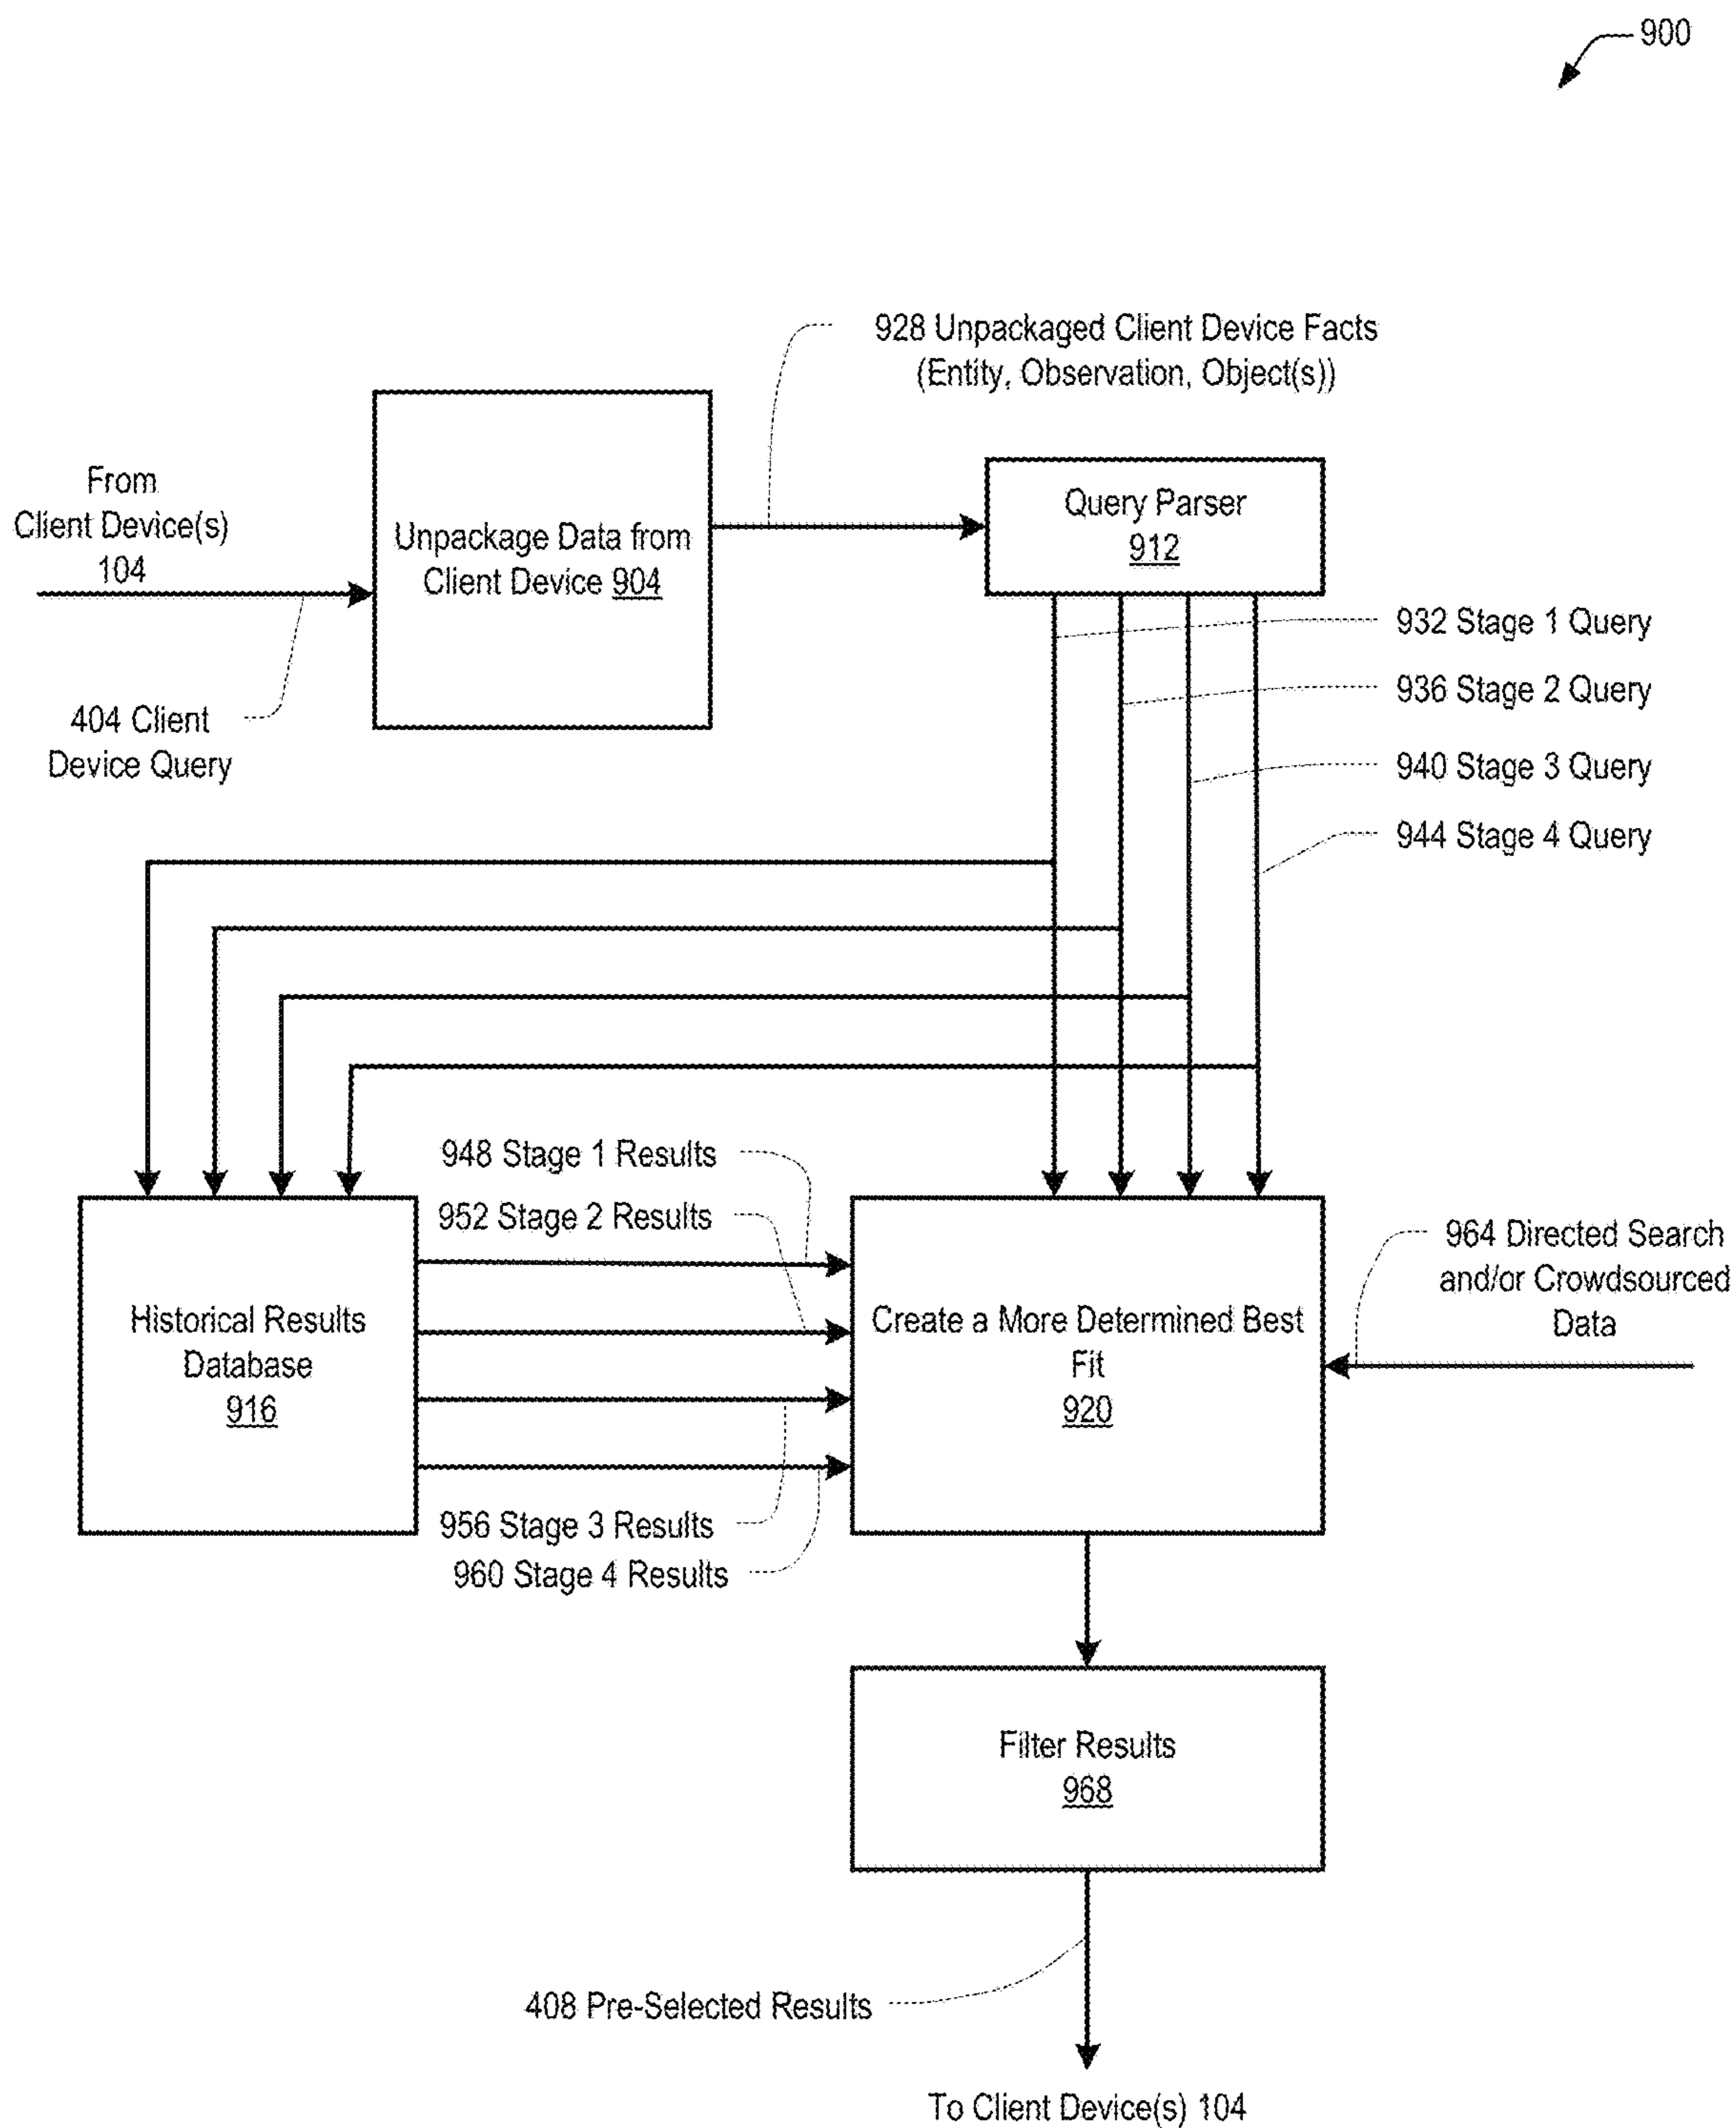 900
928 Unpackaged Client Device Facts
(Entity, Observation, Object(s))
From
Client Device(s)
104
Unpackage Data from
Client Device 904
Query Parser
912
404 Client
Device Query
932 Stage 1 Query
936 Stage 2 Query
940 Stage 3 Query
944 Stage 4 Query
948 Stage 1 Results
952 Stage 2 Results
Historical Results
Database
916
956 Stage 3 Results
960 Stage 4 Results
Create a More Determined Best
Fit
920
964 Directed Search
and/or Crowdsourced
Data
Filter Results
968
408 Pre-Selected Results
To Client Device(s) 104